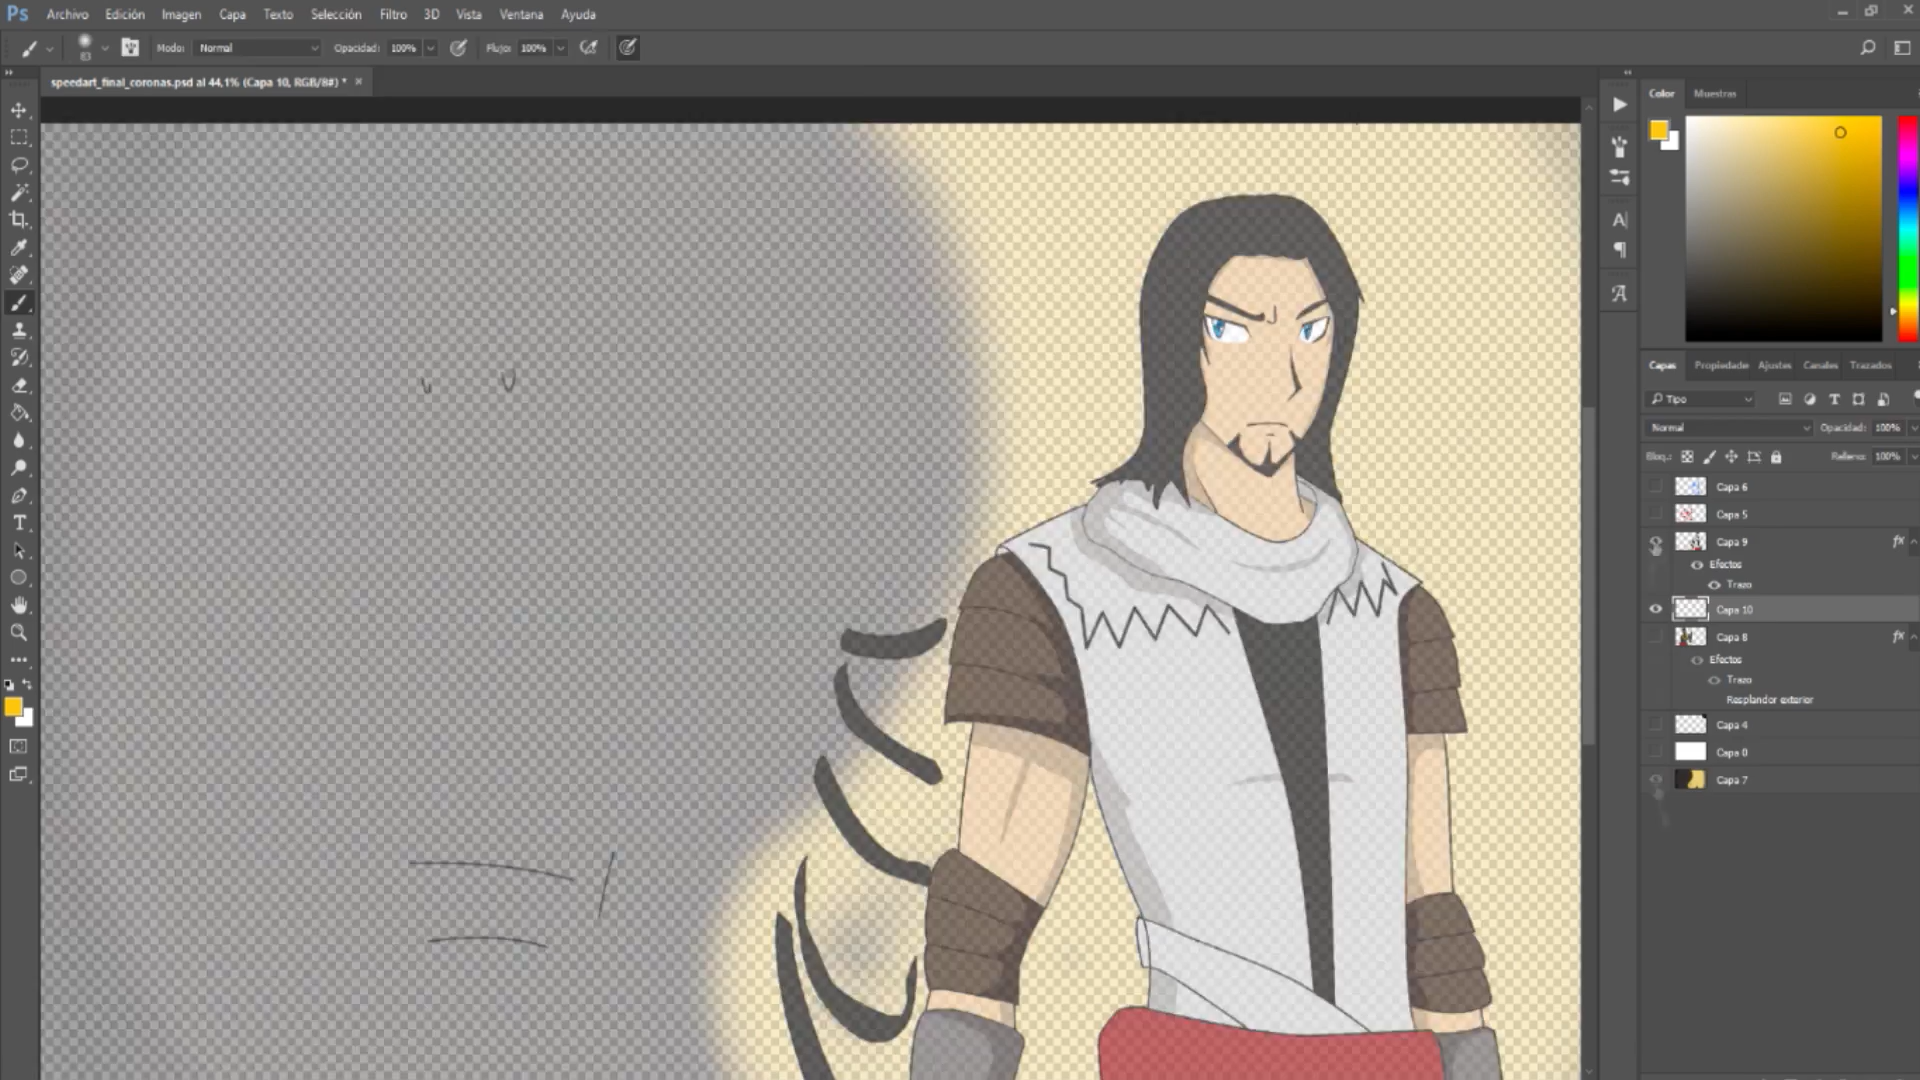 Ps Archivo Edición Imagen Capa Texto Selección Filtro 3D Vista Ventana Ayuda
Modo: Normal Opacidad: 100% Flujo: 100%
speedart_final_coronas.psd al 44,1% (Capa 10, RGB/8#) * ×
Color Muestras
Capas Propiedade Ajustes Canales Trazados
Tipo
Normal Opacidad: 100%
Bloq.: Relleno: 100%
Capa 6
Capa 5
Capa 9 fx
Efectos
Trazo
Capa 10
Capa 8 fx
Efectos
Trazo
Resplandor exterior
Capa 4
Capa 0
Capa 7